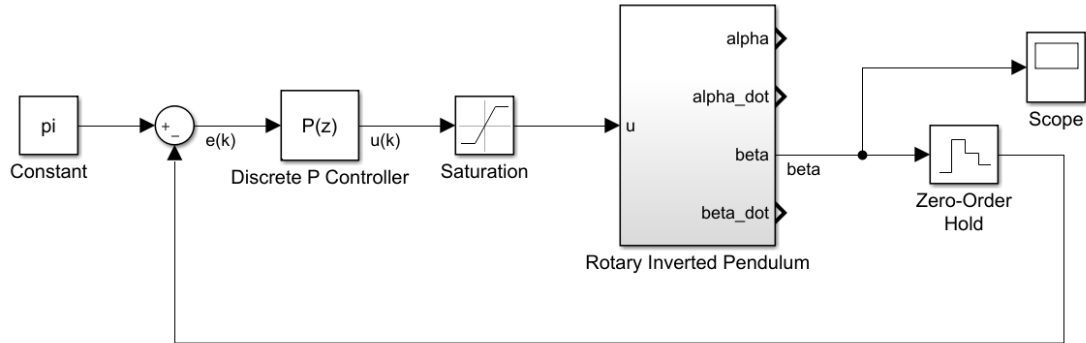 alpha
alpha_dot
pi
+
_
e(k)
P(z)
u(k)
u
beta
beta
beta_dot
Scope
Constant
Discrete P Controller
Saturation
Zero-Order
Hold
Rotary Inverted Pendulum